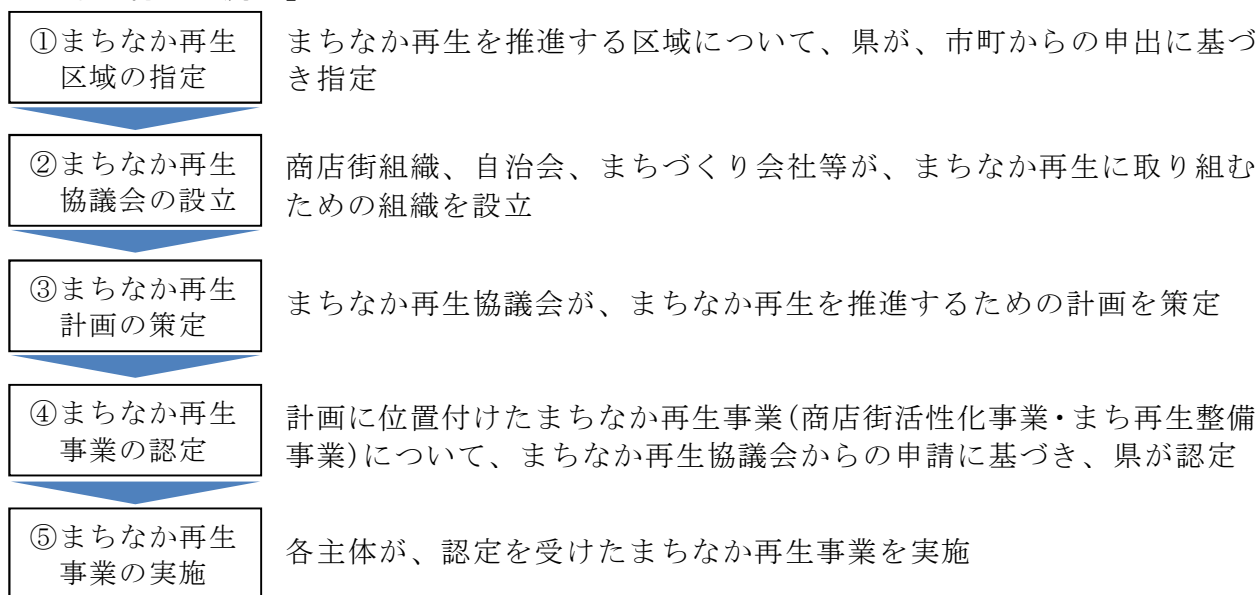 ①まちなか再生
区域の指定
まちなか再生を推進する区域について、県が、市町からの申出に基づ
き指定
②まちなか再生
協議会の設立
商店街組織、自治会、まちづくり会社等が、まちなか再生に取り組む
ための組織を設立
③まちなか再生
計画の策定
まちなか再生協議会が、まちなか再生を推進するための計画を策定
④まちなか再生
事業の認定
計画に位置付けたまちなか再生事業(商店街活性化事業・まち再生整備
事業)について、まちなか再生協議会からの申請に基づき、県が認定
⑤まちなか再生
事業の実施
各主体が、認定を受けたまちなか再生事業を実施